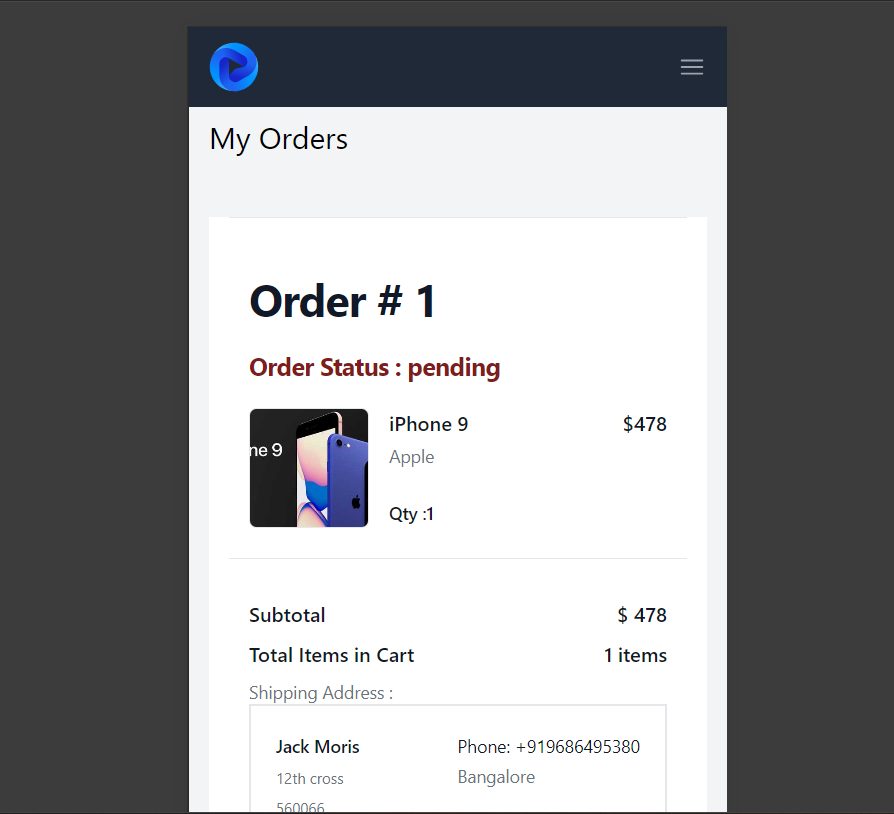 My Orders
Order # 1
Order Status : pending
ne 9
iPhone 9 $478
Apple
Qty :1
Subtotal $ 478
Total Items in Cart 1 items
Shipping Address :
Jack Moris Phone: +919686495380
12th cross Bangalore
560066